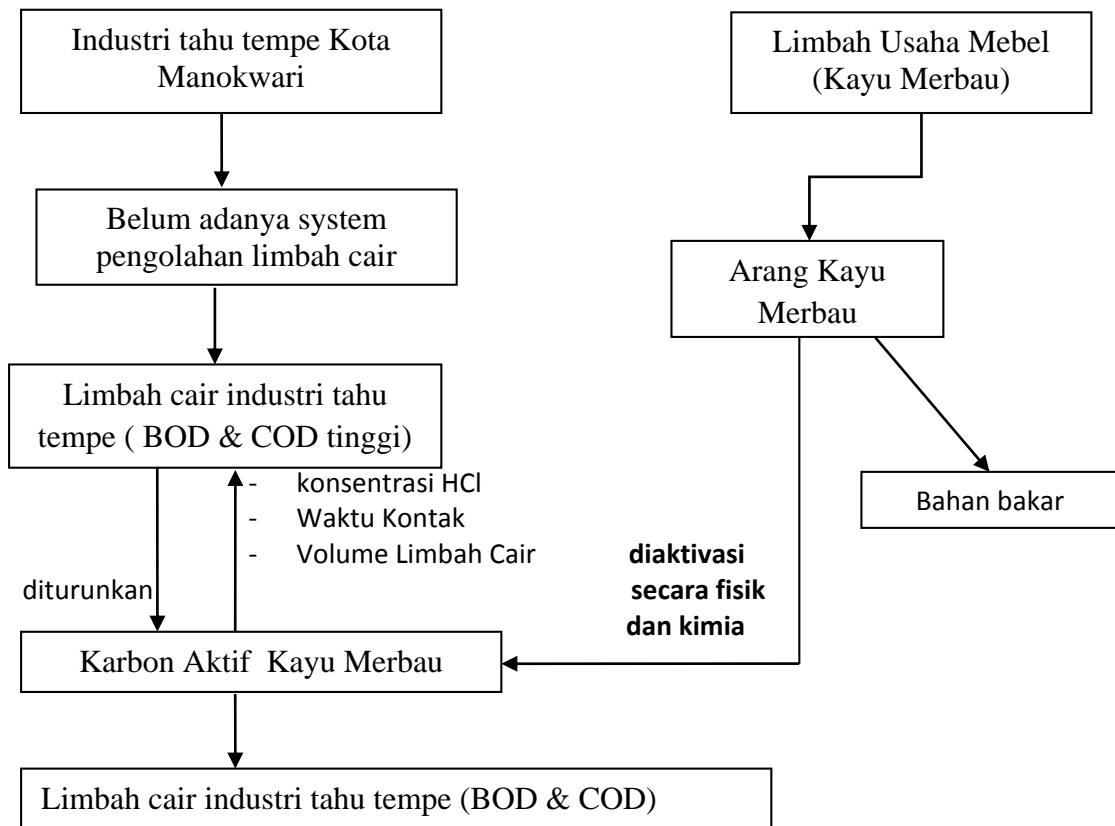 Industri tahu tempe Kota
Manokwari
Limbah Usaha Mebel
(Kayu Merbau)
Belum adanya system
pengolahan limbah cair
Arang Kayu
Merbau
Limbah cair industri tahu
tempe ( BOD & COD tinggi)
- konsentrasi HCl
- Waktu Kontak
- Volume Limbah Cair
Bahan bakar
diaktivasi
secara fisik
dan kimia
diturunkan
Karbon Aktif Kayu Merbau
Limbah cair industri tahu tempe (BOD & COD)